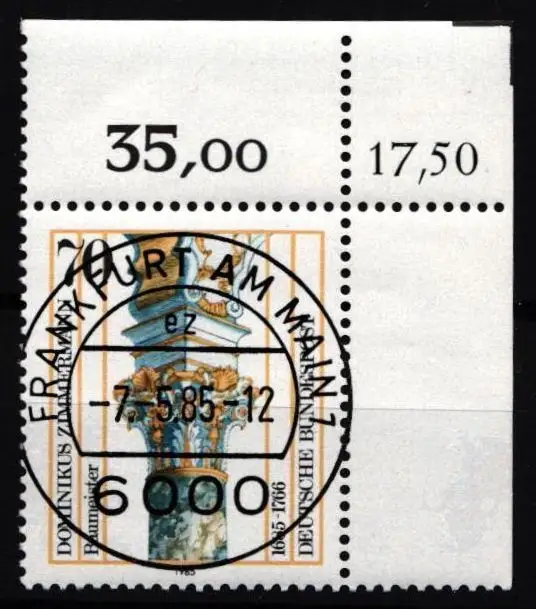 35,00
17,50
70
FRANKFURT AM MAIN 1
ez
-7.-5.85-12
6000
DOMINIKUS ZIMMERMANN
Baumeister
1685-1766
DEUTSCHE BUNDESPOST
1985